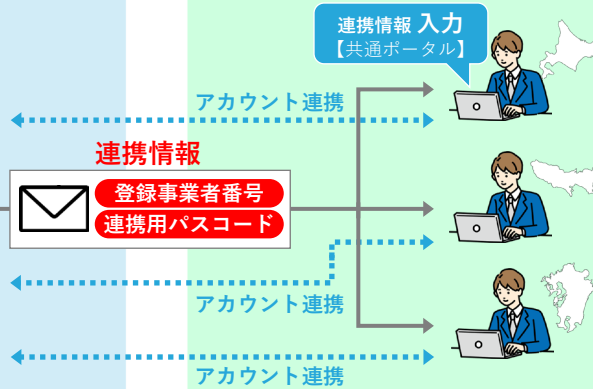 連携情報 入力
【共通ポータル】
アカウント連携
連携情報
登録事業者番号
連携用パスコード
アカウント連携
アカウント連携